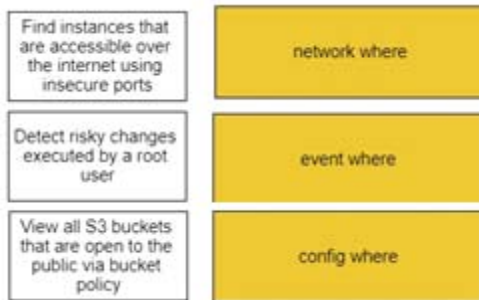 Find instances that
are accessible over
the internet using
insecure ports
network where
Detect risky changes
executed by a root
user
event where
View all S3 buckets
that are open to the
public via bucket
policy
config where